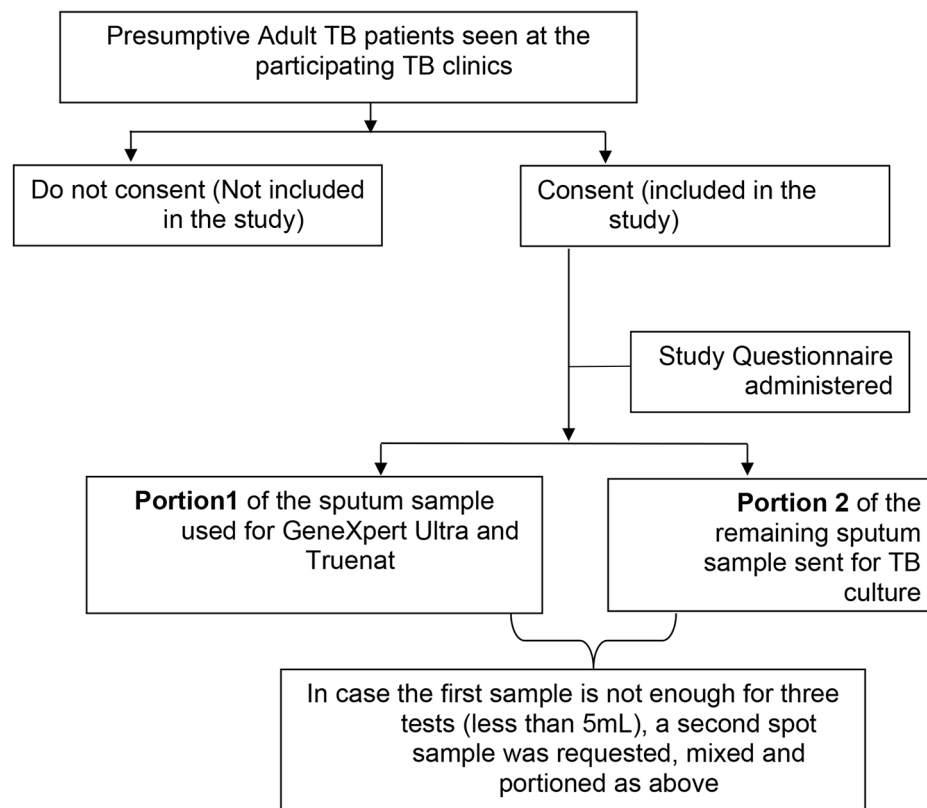 Presumptive Adult TB patients seen at the
participating TB clinics
Do not consent (Not included
in the study)
Consent (included in the
study)
Study Questionnaire
administered
Portion1 of the sputum sample
used for GeneXpert Ultra and
Truenat
Portion 2 of the
remaining sputum
sample sent for TB
culture
In case the first sample is not enough for three
tests (less than 5mL), a second spot
sample was requested, mixed and
portioned as above